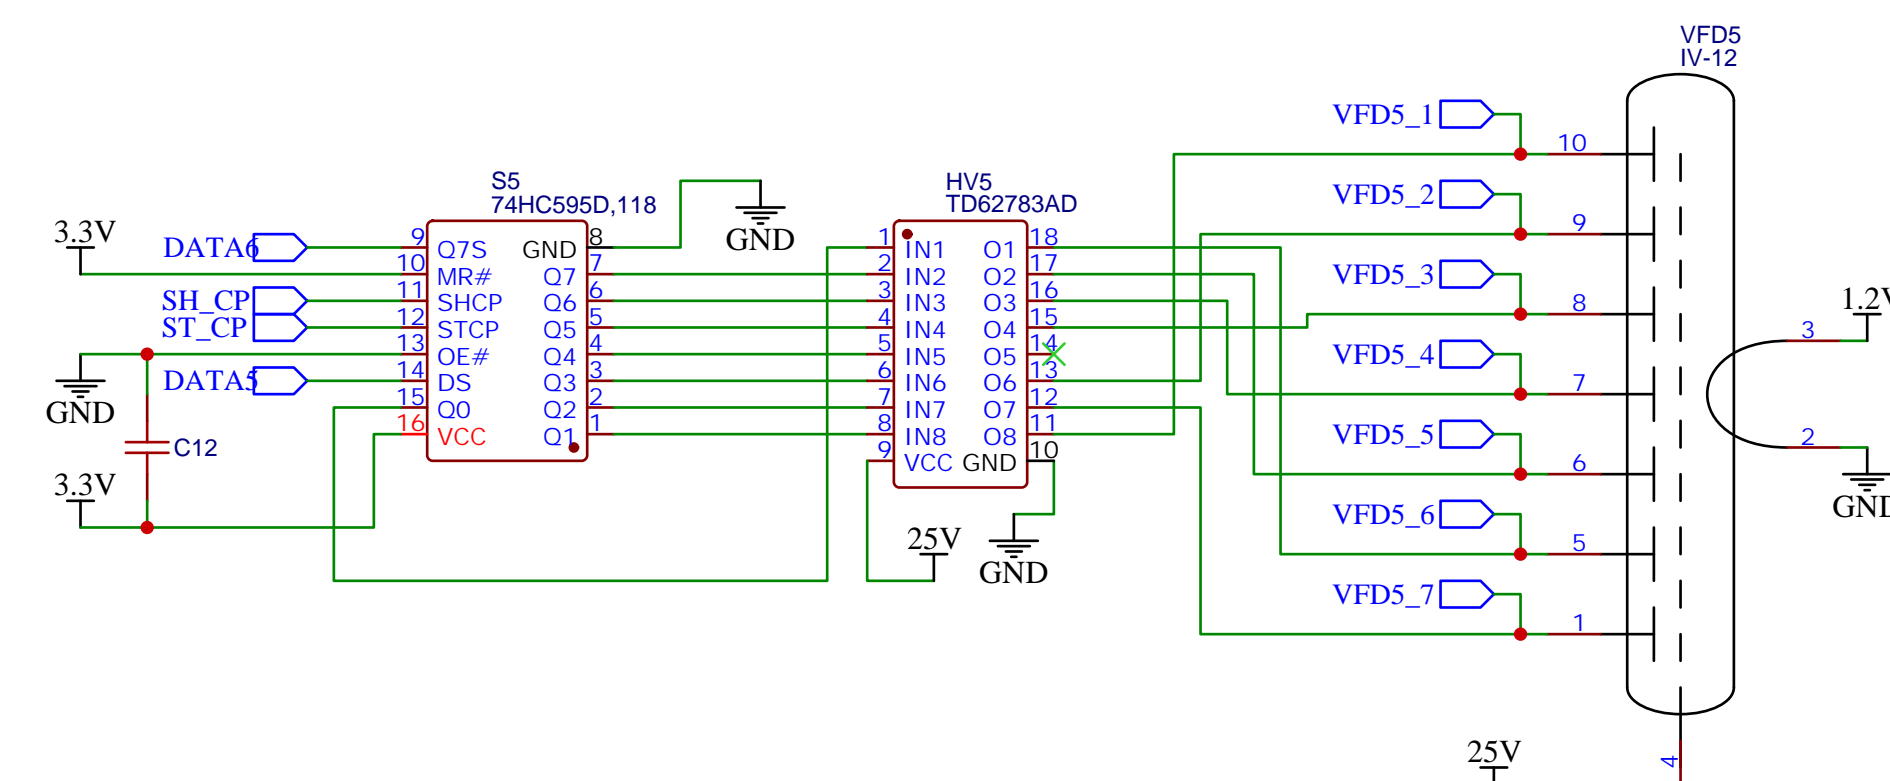 VFD5
IV-12
VFD5_1
10
VFD5_2
9
VFD5_3
8
VFD5_4
7
VFD5_5
6
VFD5_6
5
VFD5_7
1
3
1.2V
2
GND
4
25V
S5
74HC595D,118
3.3V
DATA6
SH_CP
ST_CP
DATA5
GND
C12
3.3V
9 Q7S GND 8
10 MR# Q7 7
11 SHCP Q6 6
12 STCP Q5 5
13 OE# Q4 4
14 DS Q3 3
15 Q0 Q2 2
16 VCC Q1 1
GND
HV5
TD62783AD
1 IN1 O1 18
2 IN2 O2 17
3 IN3 O3 16
4 IN4 O4 15
5 IN5 O5 14
6 IN6 O6 13
7 IN7 O7 12
8 IN8 O8 11
9 VCC GND 10
25V
GND